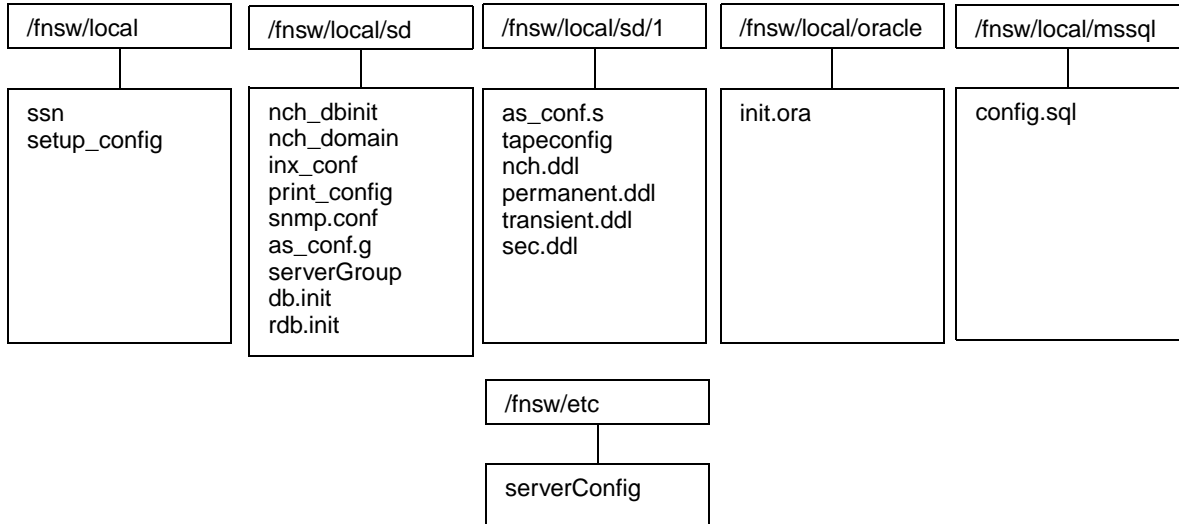 /fnsw/local
ssn
setup_config
/fnsw/local/sd
nch_dbinit
nch_domain
inx_conf
print_config
snmp.conf
as_conf.g
serverGroup
db.init
rdb.init
/fnsw/local/sd/1
as_conf.s
tapeconfig
nch.ddl
permanent.ddl
transient.ddl
sec.ddl
/fnsw/local/oracle
init.ora
/fnsw/local/mssql
config.sql
/fnsw/etc
serverConfig